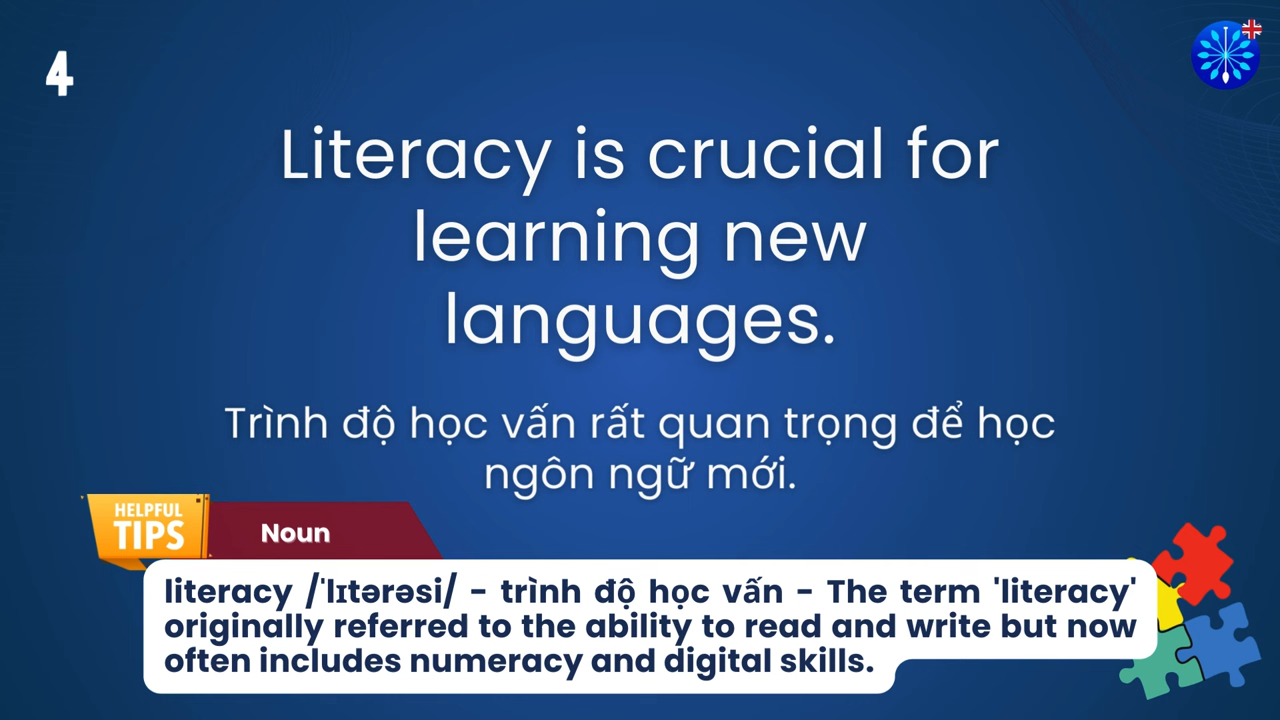 4
Literacy is crucial for
learning new
languages.
Trình độ học vấn rất quan trọng để học
ngôn ngữ mới.
HELPFUL
TIPS
Noun
literacy /ˈlɪtərəsi/ - trình độ học vấn - The term 'literacy'
originally referred to the ability to read and write but now
often includes numeracy and digital skills.